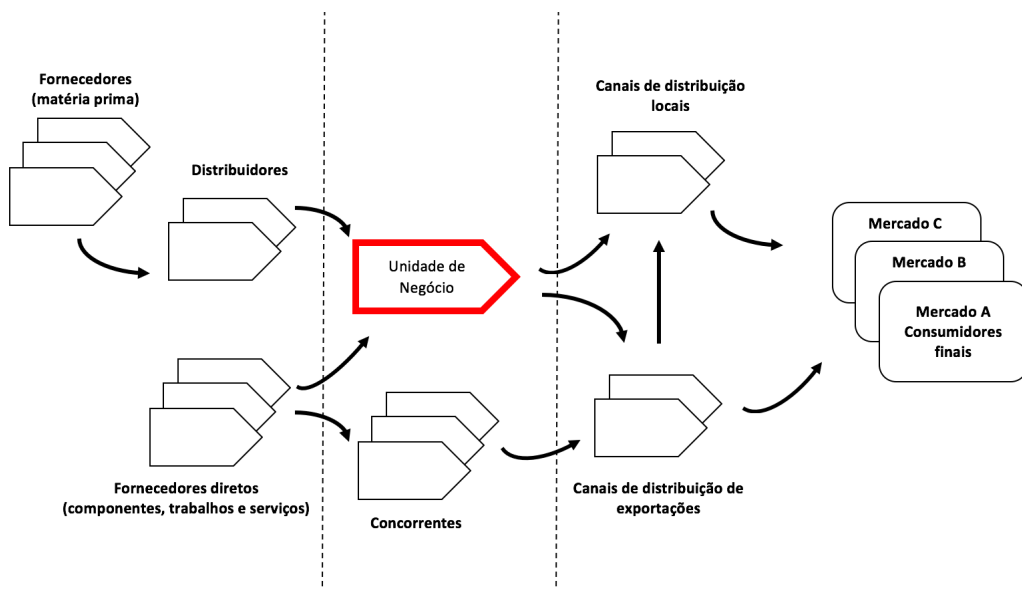 Fornecedores
(matéria prima)
Distribuidores
Fornecedores diretos
(componentes, trabalhos e serviços)
Unidade de
Negócio
Concorrentes
Canais de distribuição
locais
Canais de distribuição de
exportações
Mercado C
Mercado B
Mercado A
Consumidores
finais